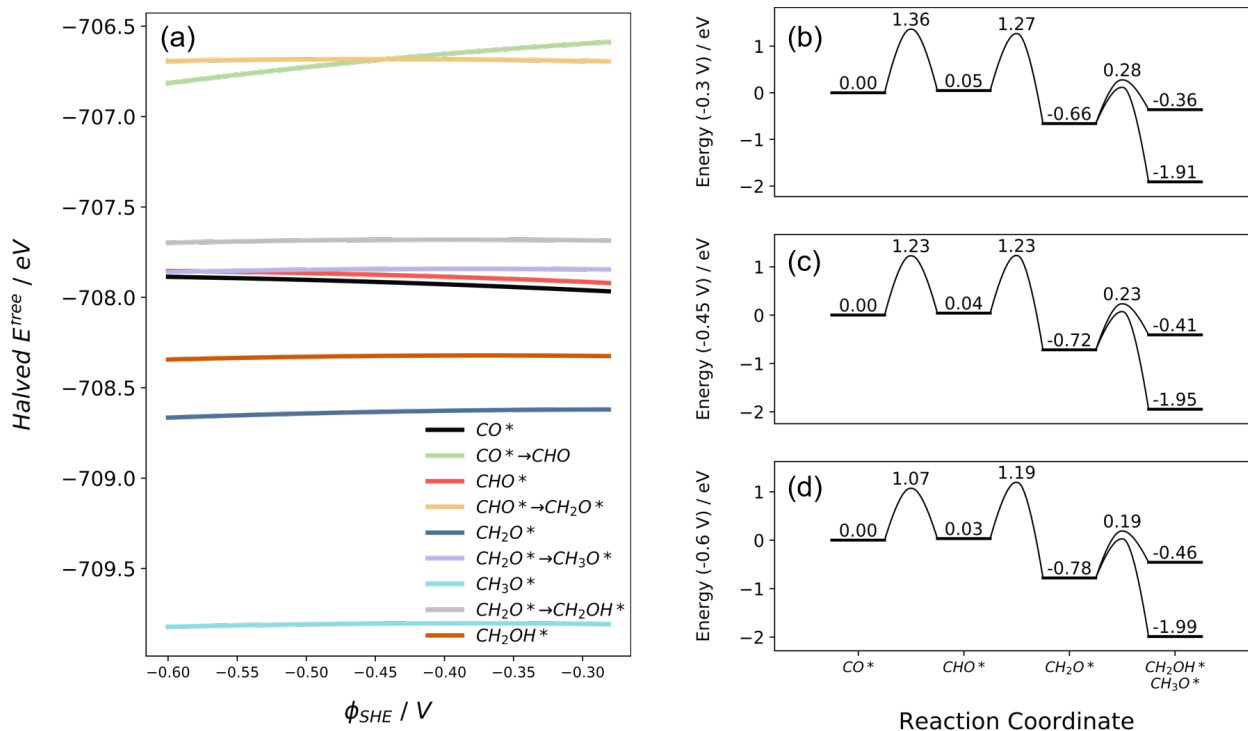 (a)
Halved E^free / eV
−706.5
−707.0
−707.5
−708.0
−708.5
−709.0
−709.5
−0.60 −0.55 −0.50 −0.45 −0.40 −0.35 −0.30
ϕ_SHE / V
CO*
CO*→CHO
CHO*
CHO*→CH₂O*
CH₂O*
CH₂O*→CH₃O*
CH₃O*
CH₂O*→CH₂OH*
CH₂OH*
(b)
Energy (-0.3 V) / eV
1
0
−1
−2
0.00 1.36 0.05 1.27 -0.66 0.28 -0.36
-1.91
(c)
Energy (-0.45 V) / eV
1
0
−1
−2
0.00 1.23 0.04 1.23 -0.72 0.23 -0.41
-1.95
(d)
Energy (-0.6 V) / eV
1
0
−1
−2
0.00 1.07 0.03 1.19 -0.78 0.19 -0.46
-1.99
CO* CHO* CH₂O* CH₂OH*
CH₃O*
Reaction Coordinate